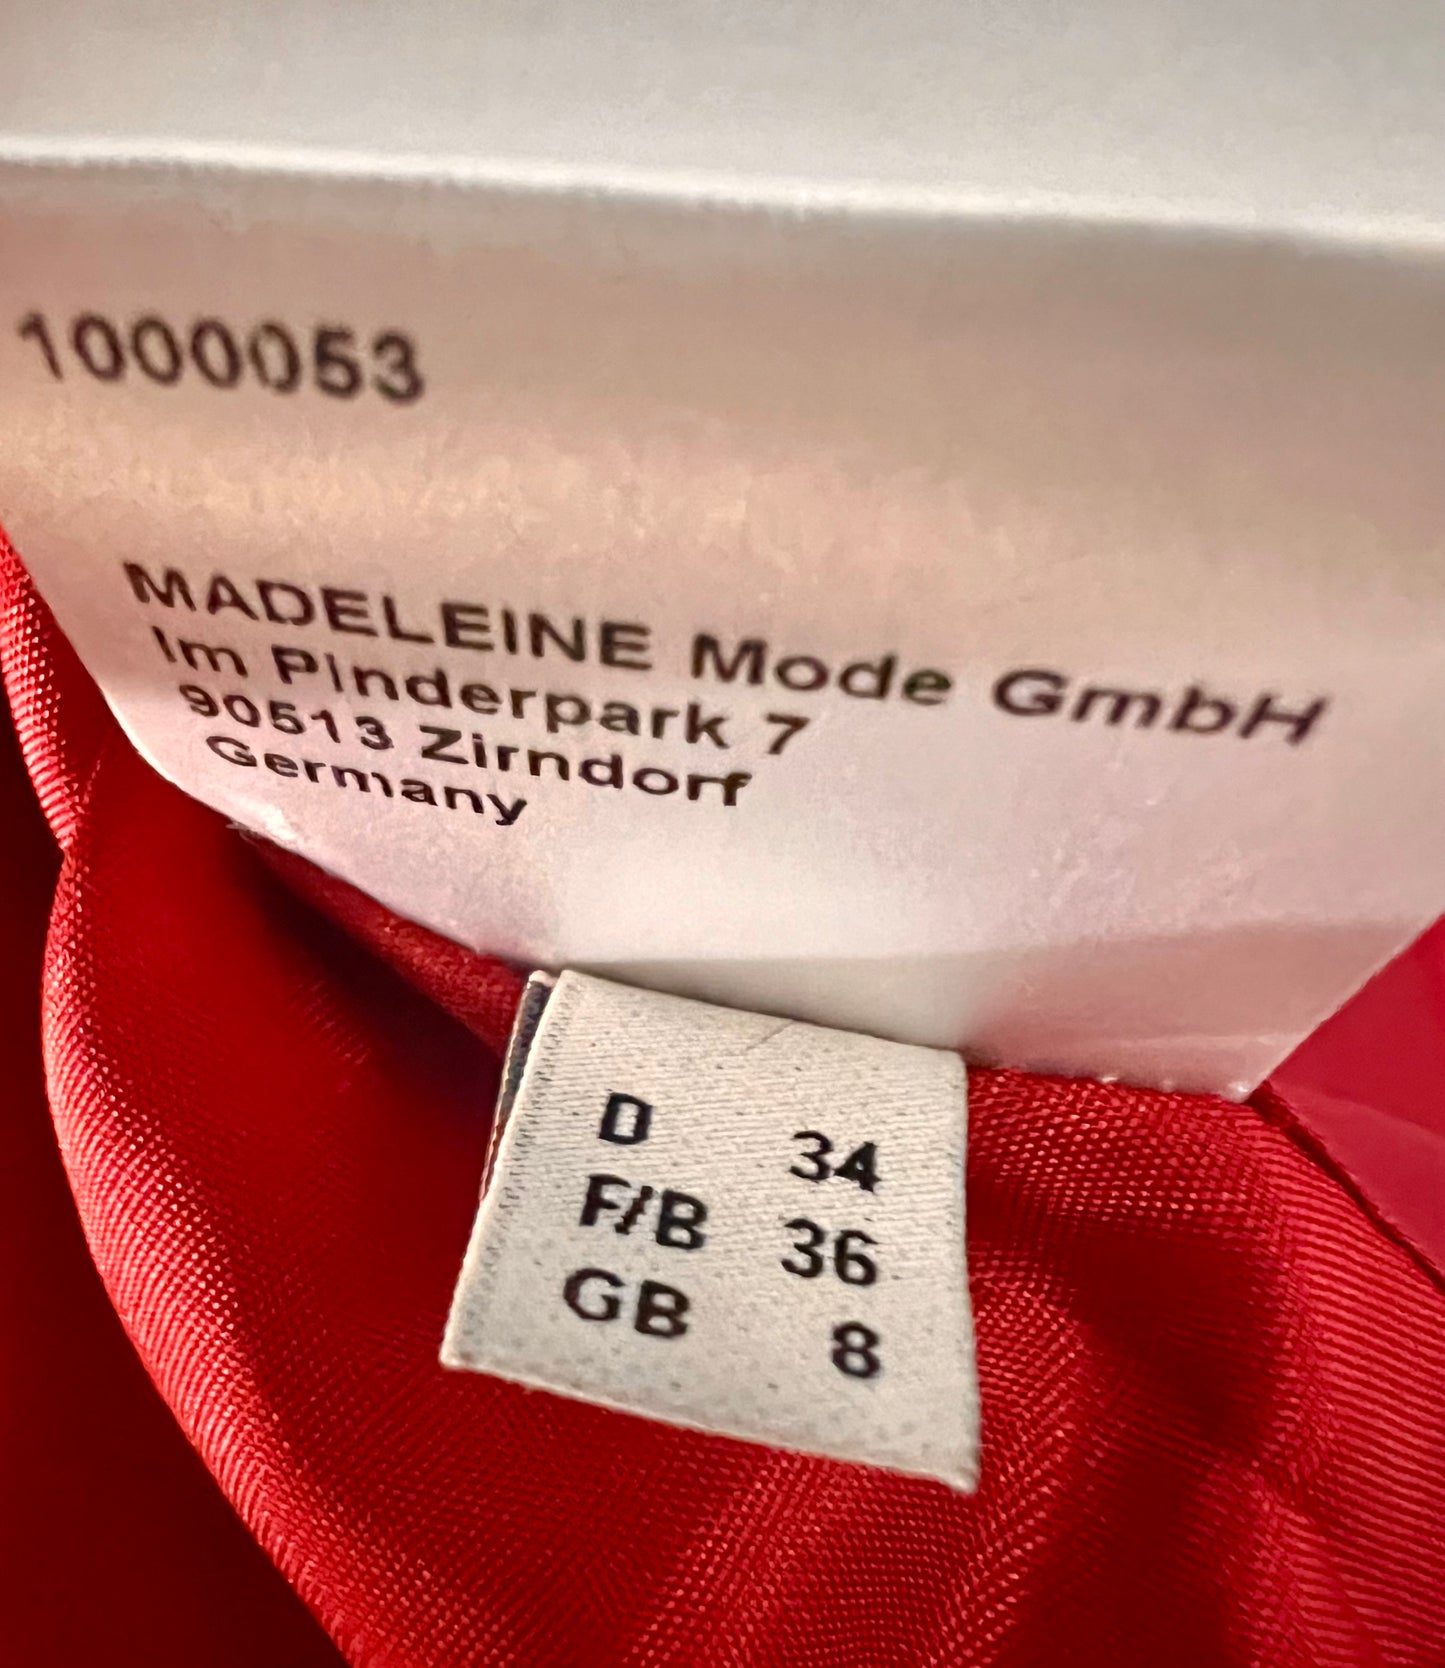 1000053
MADELEINE Mode GmbH
Im Pinderpark 7
90513 Zirndorf
Germany
D 34
F/B 36
GB 8